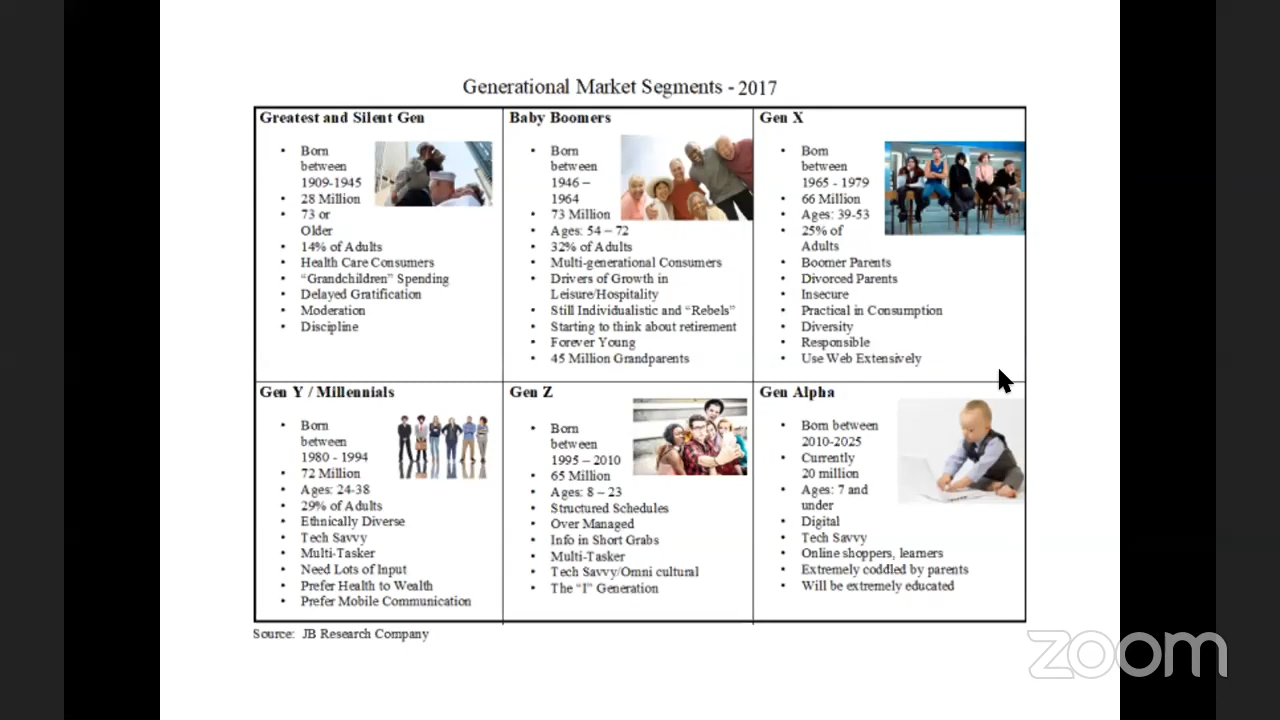 Generational Market Segments - 2017
Greatest and Silent Gen
• Born
between
1909-1945
• 28 Million
• 73 or
Older
• 14% of Adults
• Health Care Consumers
• “Grandchildren” Spending
• Delayed Gratification
• Moderation
• Discipline
Baby Boomers
• Born
between
1946 –
1964
• 73 Million
• Ages: 54 – 72
• 32% of Adults
• Multi-generational Consumers
• Drivers of Growth in
Leisure/Hospitality
• Still Individualistic and “Rebels”
• Starting to think about retirement
• Forever Young
• 45 Million Grandparents
Gen X
• Born
between
1965 - 1979
• 66 Million
• Ages: 39-53
• 25% of
Adults
• Boomer Parents
• Divorced Parents
• Insecure
• Practical in Consumption
• Diversity
• Responsible
• Use Web Extensively
Gen Y / Millennials
• Born
between
1980 - 1994
• 72 Million
• Ages: 24-38
• 29% of Adults
• Ethnically Diverse
• Tech Savvy
• Multi-Tasker
• Need Lots of Input
• Prefer Health to Wealth
• Prefer Mobile Communication
Gen Z
• Born
between
1995 – 2010
• 65 Million
• Ages: 8 – 23
• Structured Schedules
• Over Managed
• Info in Short Grabs
• Multi-Tasker
• Tech Savvy/Omni cultural
• The “I” Generation
Gen Alpha
• Born between
2010-2025
• Currently
20 million
• Ages: 7 and
under
• Digital
• Tech Savvy
• Online shoppers, learners
• Extremely coddled by parents
• Will be extremely educated
Source: JB Research Company
zoom